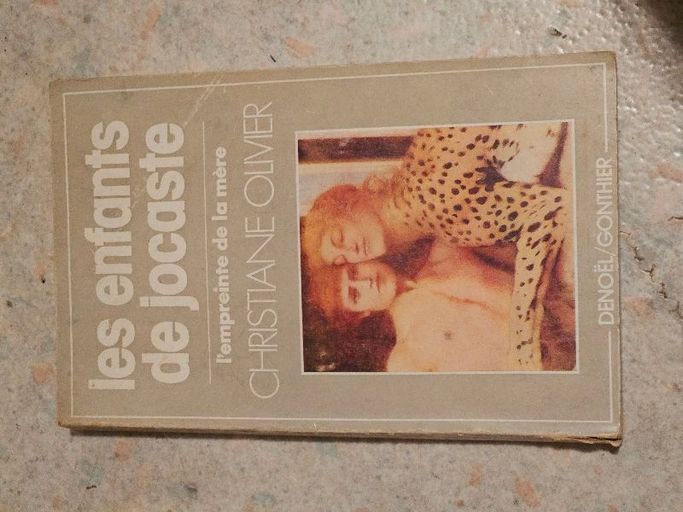 les enfants
de jocaste
l'empreinte de la mère
CHRISTIANE OLIVIER
DENOËL/GONTHIER